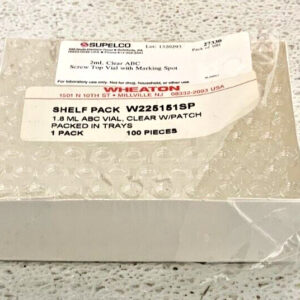 SUPELCO
Lot: 1320203
27330
2mL Clear ABC
Screw Top Vial with Marking Spot
For laboratory use only. Not for drug, household, or other use.
WHEATON
1501 N 10TH ST • MILLVILLE NJ 08332-2093 USA
SHELF PACK W225151SP
1.8 ML ABC VIAL, CLEAR W/PATCH
PACKED IN TRAYS
1 PACK 100 PIECES